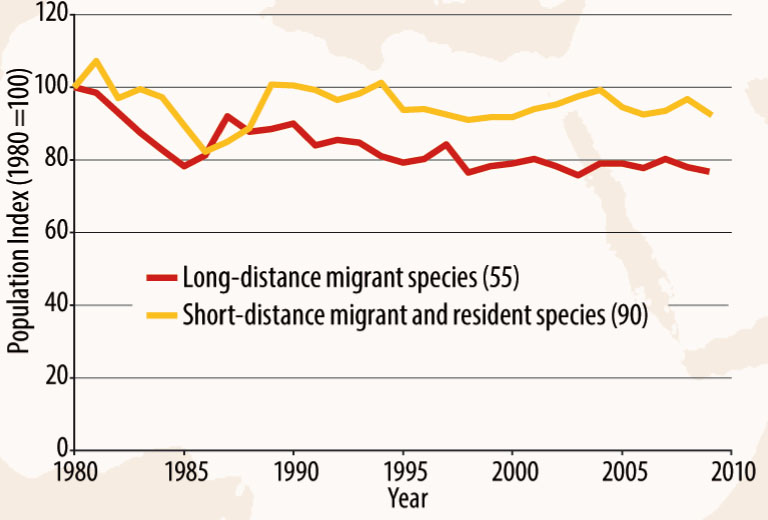 120
100
80
60
40
20
0
Population Index (1980 =100)
Long-distance migrant species (55)
Short-distance migrant and resident species (90)
1980 1985 1990 1995 2000 2005 2010
Year